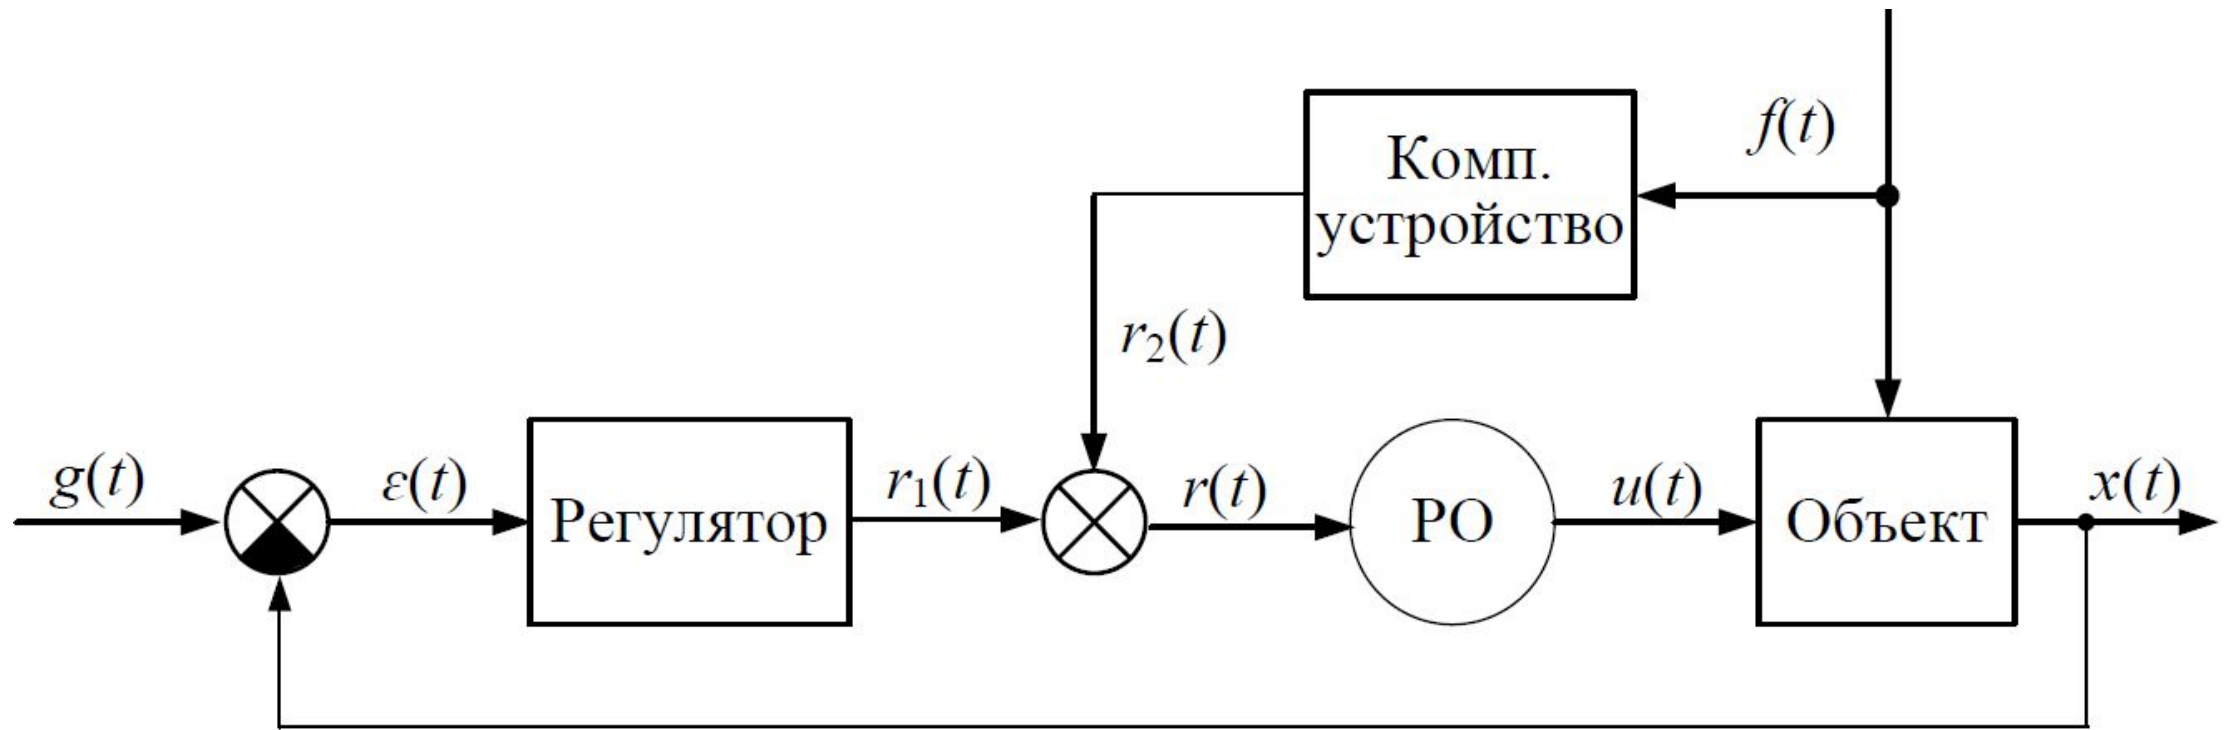 f(t)
Комп.
устройство
r₂(t)
g(t)
ε(t)
Регулятор
r₁(t)
r(t)
РО
u(t)
Объект
x(t)